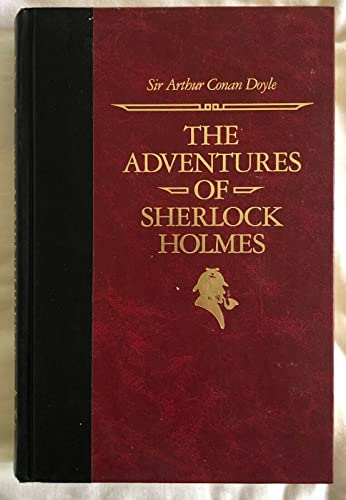 Sir Arthur Conan Doyle
THE
ADVENTURES
OF
SHERLOCK
HOLMES